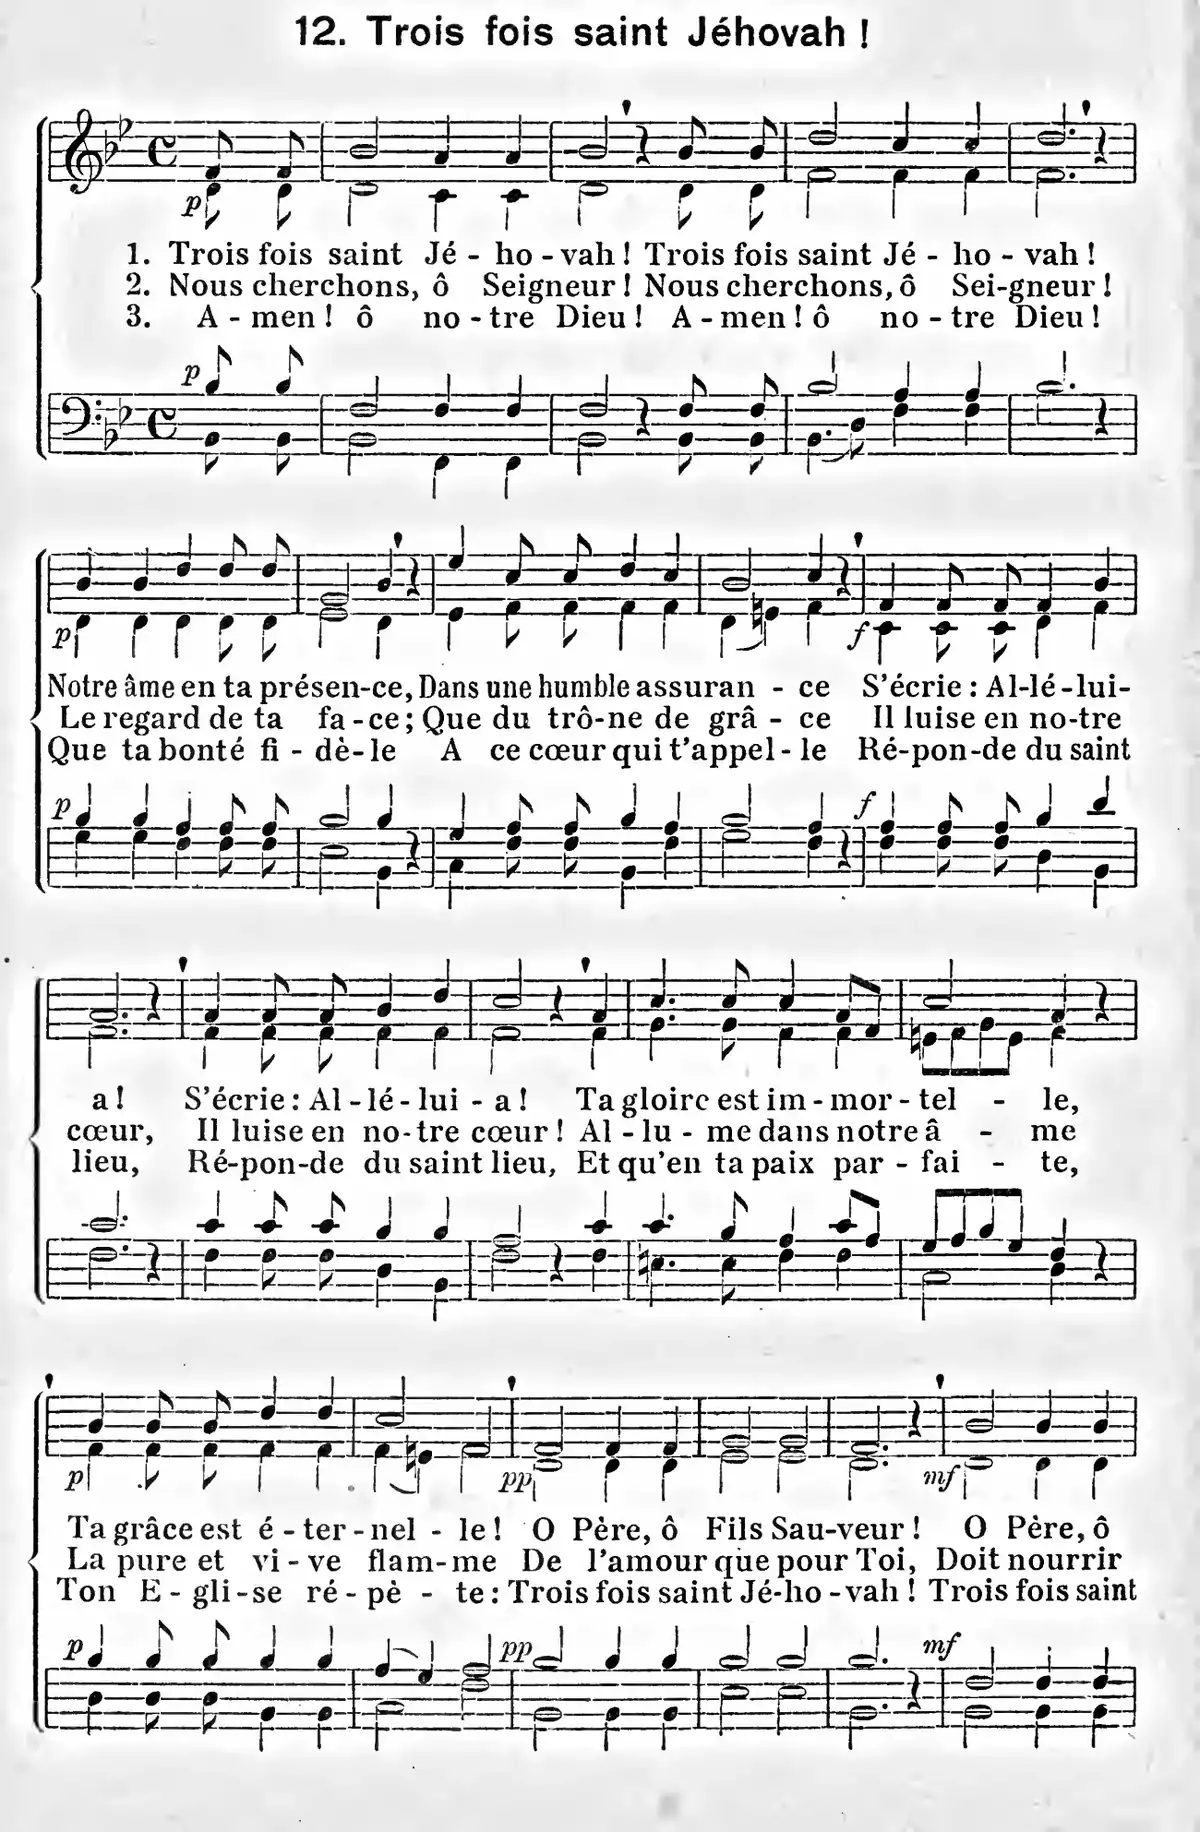 12. Trois fois saint Jéhovah !
p
1. Trois fois saint Jé - ho - vah ! Trois fois saint Jé - ho - vah !
2. Nous cherchons, ô Seigneur ! Nous cherchons, ô Sei-gneur !
3. A - men ! ô no - tre Dieu ! A - men ! ô no - tre Dieu !
p
p f
Notre âme en ta présen-ce, Dans une humble assuran - ce S'écrie : Al-lé-lui-
Le regard de ta fa-ce ; Que du trô-ne de grâ - ce Il luise en no-tre
Que ta bonté fi - dè-le A ce cœur qui t'appel - le Ré-pon-de du saint
p f
a ! S'écrie : Al - lé - lui - a ! Ta gloire est im - mor - tel - le,
cœur, Il luise en no-tre cœur ! Al - lu - me dans notre â - me
lieu, Ré-pon-de du saint lieu, Et qu'en ta paix par - fai - te,
p pp mf
Ta grâce est é - ter - nel - le ! O Père, ô Fils Sau-veur ! O Père, ô
La pure et vi - ve flam-me De l'amour que pour Toi, Doit nourrir
Ton E - gli - se ré - pè - te : Trois fois saint Jé-ho - vah ! Trois fois saint
p pp mf